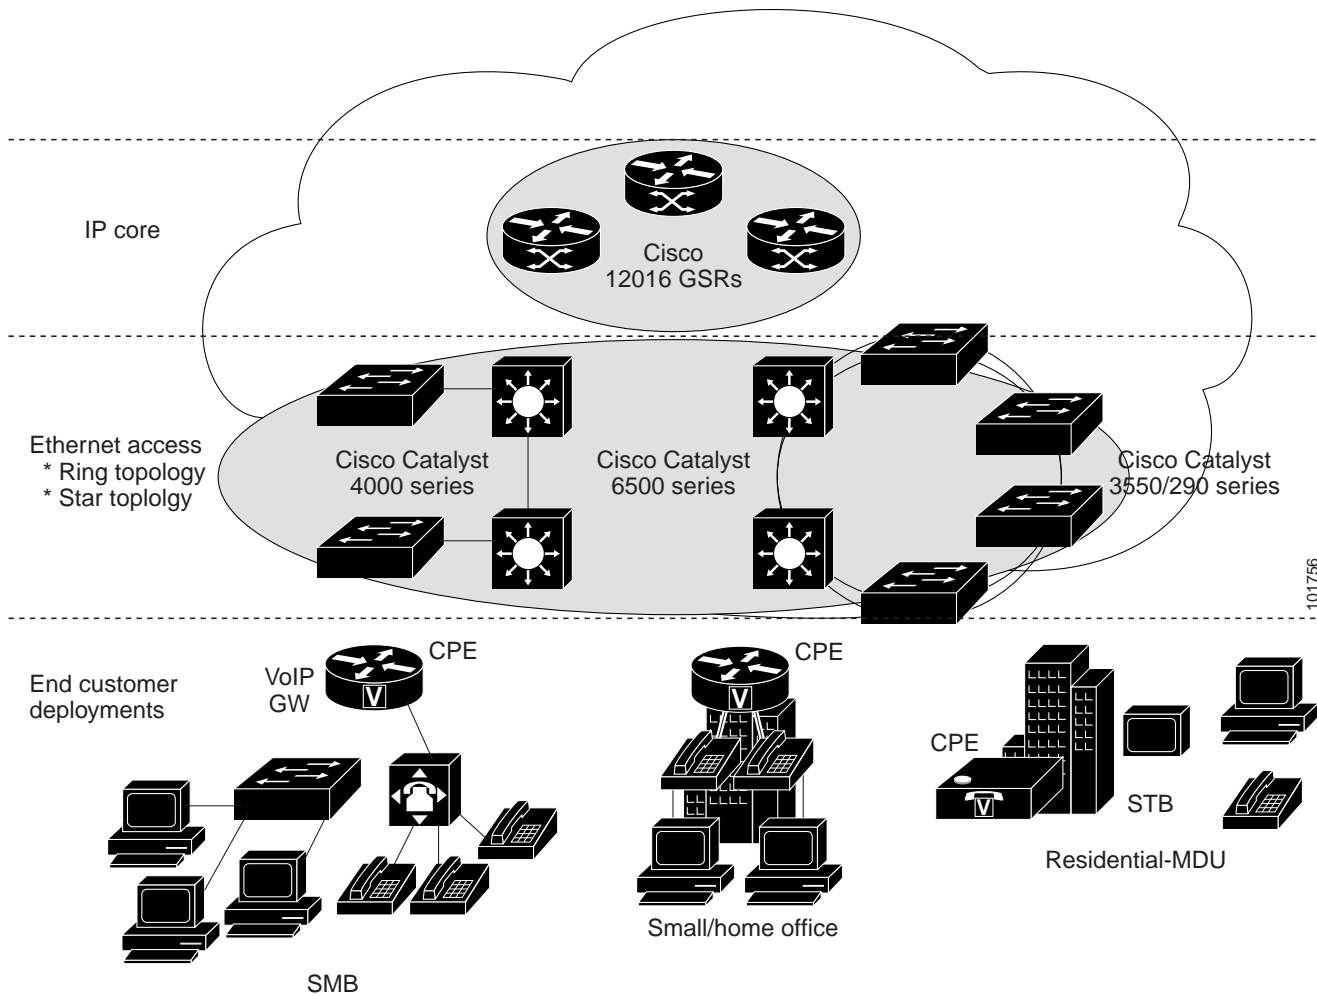 IP core
Cisco
12016 GSRs
Ethernet access
* Ring topology
* Star toplolgy
Cisco Catalyst
4000 series
Cisco Catalyst
6500 series
Cisco Catalyst
3550/290 series
101756
End customer
deployments
VoIP
GW
CPE
V
SMB
CPE
V
Small/home office
CPE
V
STB
Residential-MDU